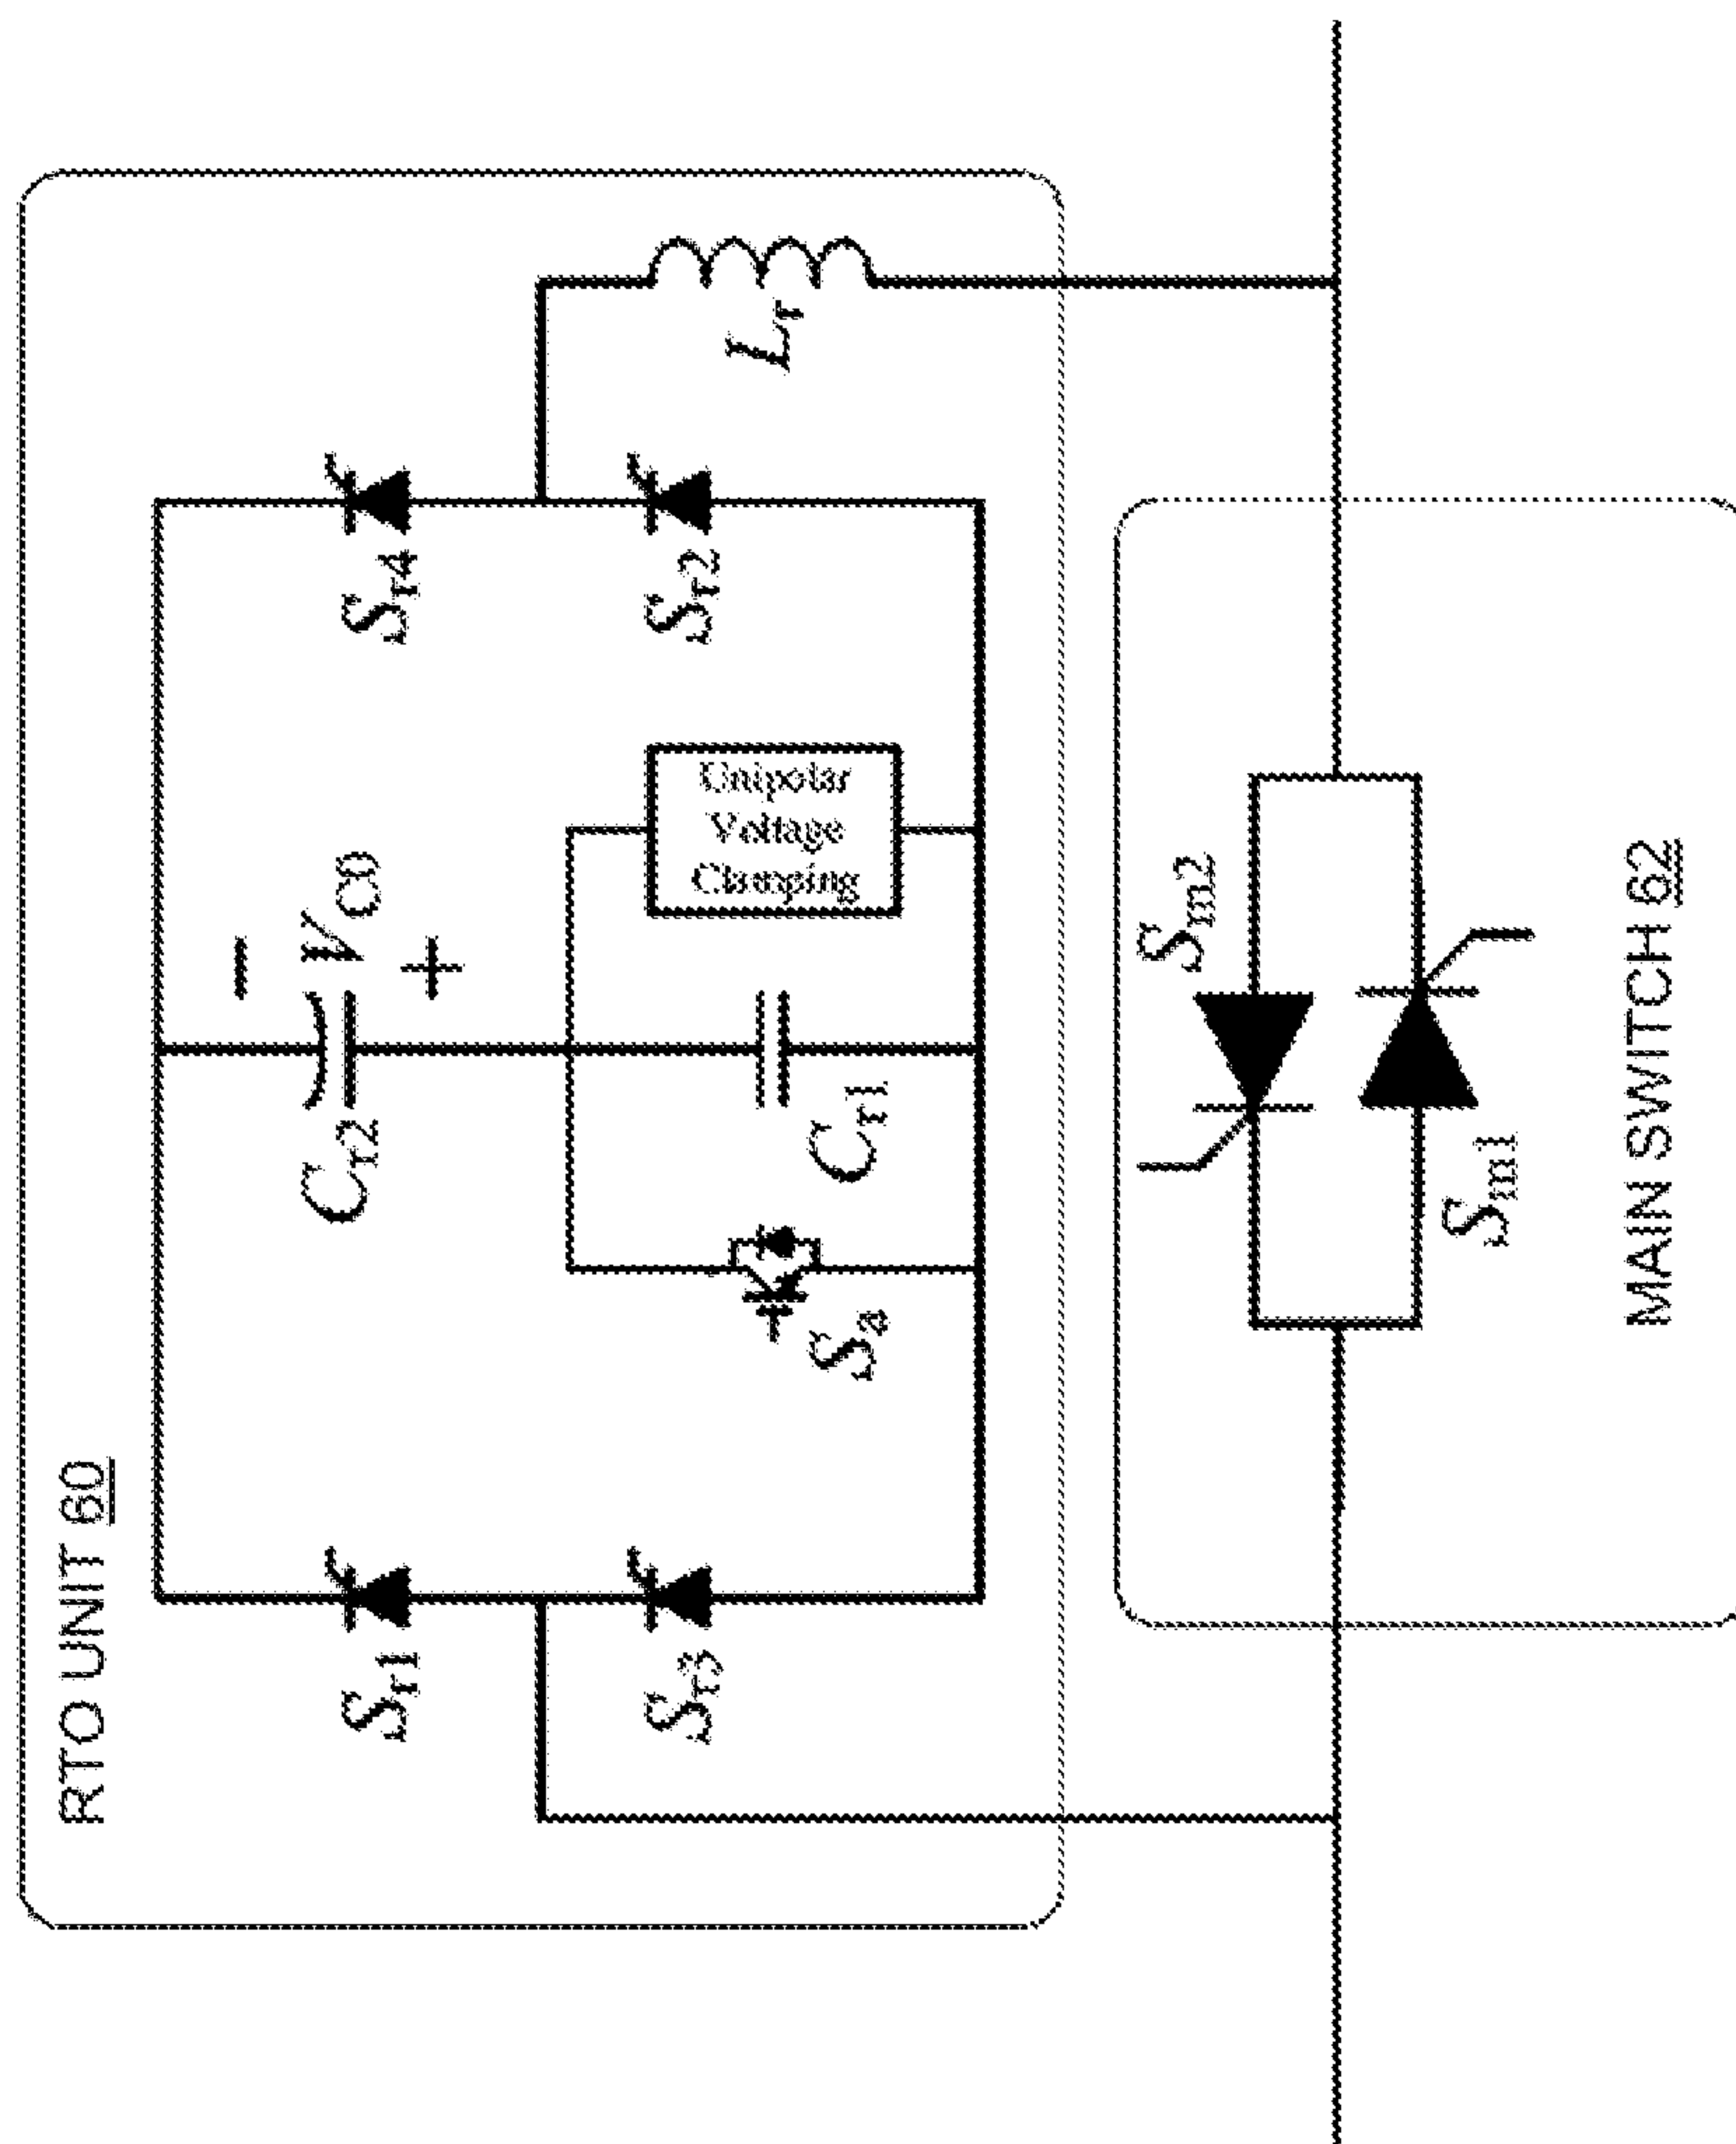 RTO UNIT 60
Sr1
Sr3
Cr2
−
VC0
+
Sa
Cr1
Unipolar
Voltage
Clamping
Sr4
Sr2
Lr
Sm2
Sm1
MAIN SWITCH 62